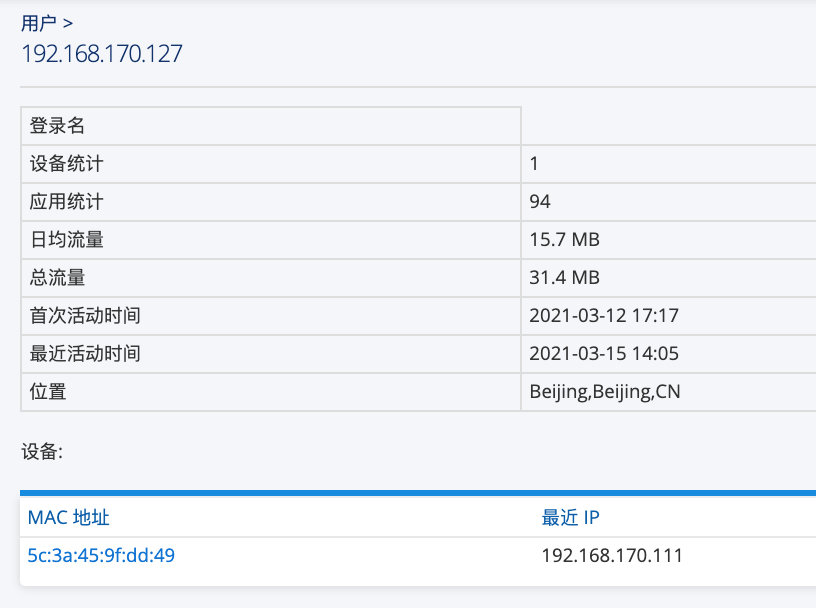 用户 >
192.168.170.127
登录名
设备统计 1
应用统计 94
日均流量 15.7 MB
总流量 31.4 MB
首次活动时间 2021-03-12 17:17
最近活动时间 2021-03-15 14:05
位置 Beijing,Beijing,CN
设备:
MAC 地址 最近 IP
5c:3a:45:9f:dd:49 192.168.170.111